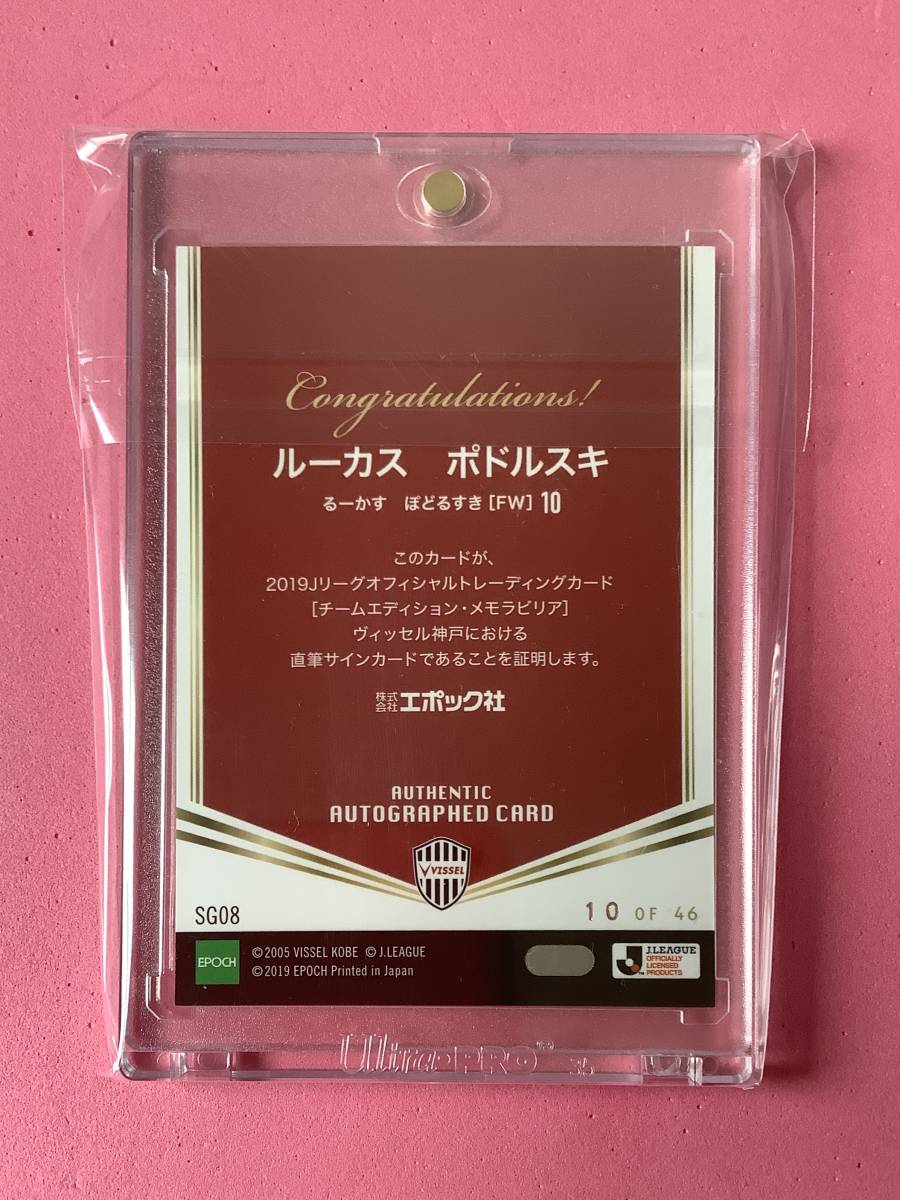 Congratulations!
ルーカス ポドルスキ
るーかす ぽどるすき [FW] 10
このカードが、
2019Jリーグオフィシャルトレーディングカード
[チームエディション・メモラビリア]
ヴィッセル神戸における
直筆サインカードであることを証明します。
株式会社エポック社
AUTHENTIC
AUTOGRAPHED CARD
VISSEL
SG08
10 OF 46
EPOCH
©2005 VISSEL KOBE © J.LEAGUE
©2019 EPOCH Printed in Japan
J.LEAGUE
OFFICIALLY
LICENSED
PRODUCTS
Ultra•PRO™